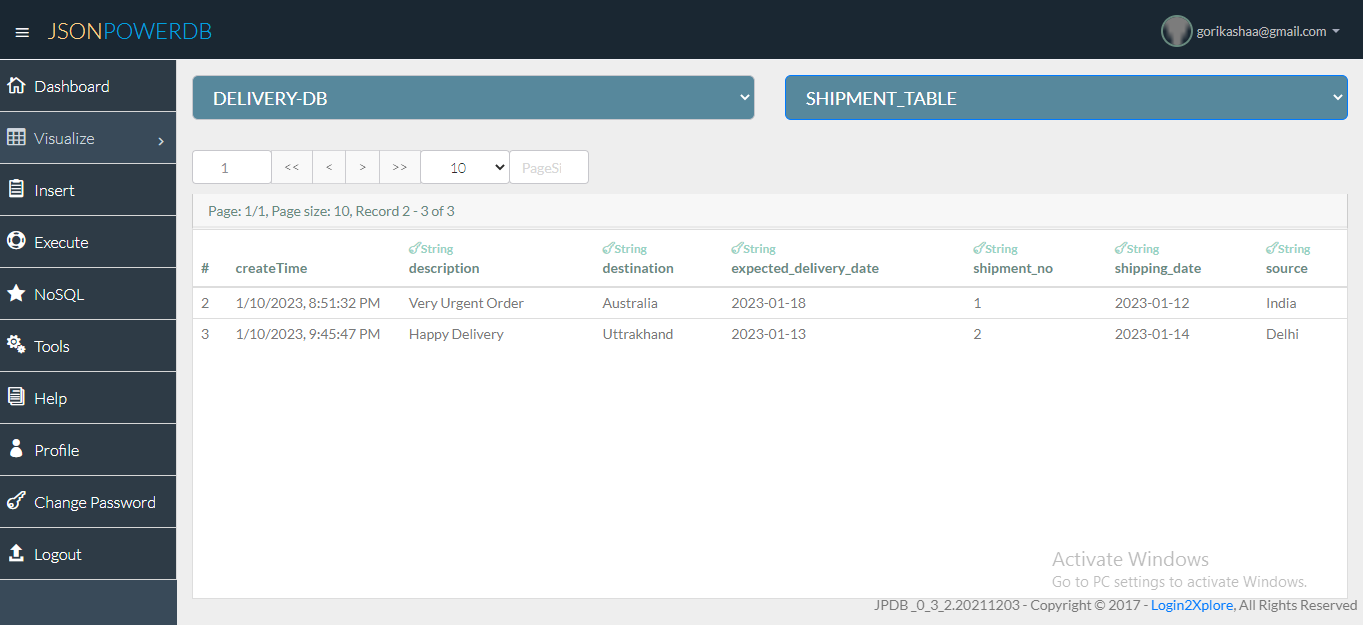 JSONPOWERDB
gorikashaa@gmail.com
Dashboard
Visualize
Insert
Execute
NoSQL
Tools
Help
Profile
Change Password
Logout
DELIVERY-DB
SHIPMENT_TABLE
1 << < > >> 10 PageSi
Page: 1/1, Page size: 10, Record 2 - 3 of 3
String String String String String String
# createTime description destination expected_delivery_date shipment_no shipping_date source
2 1/10/2023, 8:51:32 PM Very Urgent Order Australia 2023-01-18 1 2023-01-12 India
3 1/10/2023, 9:45:47 PM Happy Delivery Uttrakhand 2023-01-13 2 2023-01-14 Delhi
Activate Windows
Go to PC settings to activate Windows.
JPDB _0_3_2.20211203 - Copyright © 2017 - Login2Xplore, All Rights Reserved